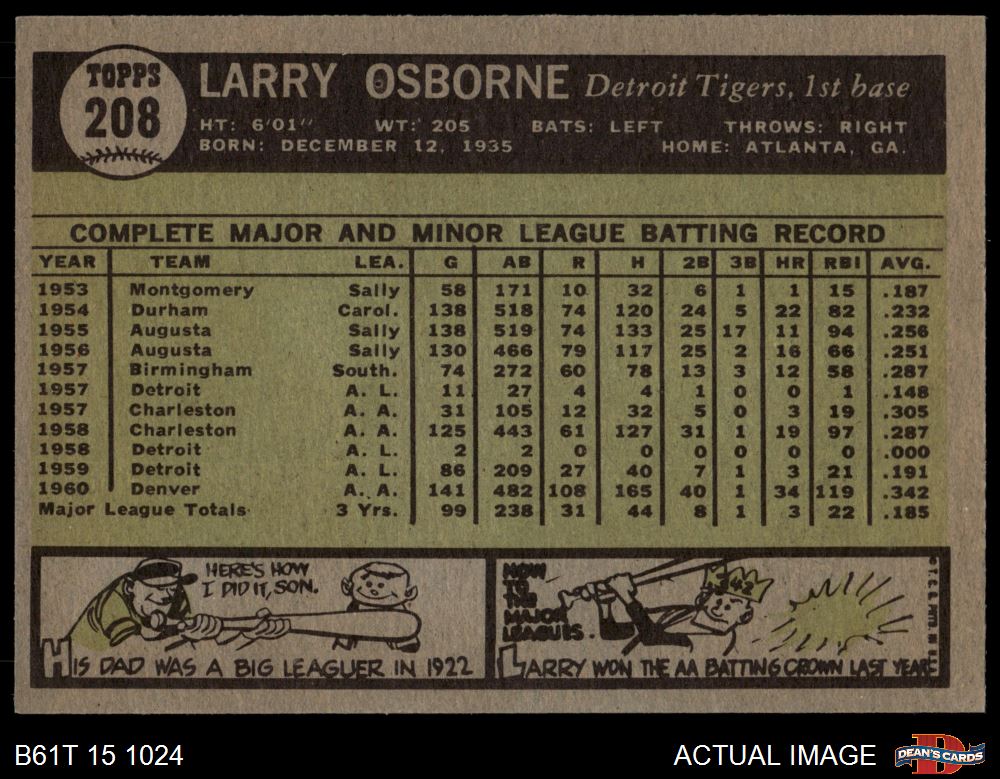 TOPPS
208
LARRY OSBORNE Detroit Tigers, 1st base
HT: 6'01" WT: 205 BATS: LEFT THROWS: RIGHT
BORN: DECEMBER 12, 1935 HOME: ATLANTA, GA.
COMPLETE MAJOR AND MINOR LEAGUE BATTING RECORD
YEAR TEAM LEA. G AB R H 2B 3B HR RBI AVG.
1953 Montgomery Sally 58 171 10 32 6 1 1 15 .187
1954 Durham Carol. 138 518 74 120 24 5 22 82 .232
1955 Augusta Sally 138 519 74 133 25 17 11 94 .256
1956 Augusta Sally 130 466 79 117 25 2 16 66 .251
1957 Birmingham South. 74 272 60 78 13 3 12 58 .287
1957 Detroit A. L. 11 27 4 4 1 0 0 1 .148
1957 Charleston A. A. 31 105 12 32 5 0 3 19 .305
1958 Charleston A. A. 125 443 61 127 31 1 19 97 .287
1958 Detroit A. L. 2 2 0 0 0 0 0 0 .000
1959 Detroit A. L. 86 209 27 40 7 1 3 21 .191
1960 Denver A. A. 141 482 108 165 40 1 34 119 .342
Major League Totals 3 Yrs. 99 238 31 44 8 1 3 22 .185
HERE'S HOW
I DID IT, SON.
HIS DAD WAS A BIG LEAGUER IN 1922
NOW
TO
THE
MAJOR
LEAGUES.
.342
LARRY WON THE AA BATTING CROWN LAST YEAR
B61T 15 1024 ACTUAL IMAGE
DEAN'S CARDS